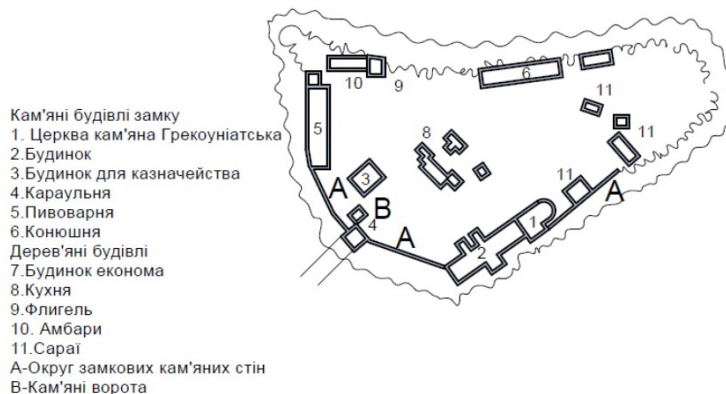 Кам'яні будівлі замку
1. Церква кам'яна Грекоуніатська
2.Будинок
3.Будинок для казначейства
4.Караульня
5.Пивоварня
6.Конюшня
Дерев'яні будівлі
7.Будинок економа
8.Кухня
9.Флигель
10. Амбари
11.Сараї
А-Округ замкових кам'яних стін
В-Кам'яні ворота
10
9
6
11
5
8
11
3
А
В
4
11
А
1
А
2